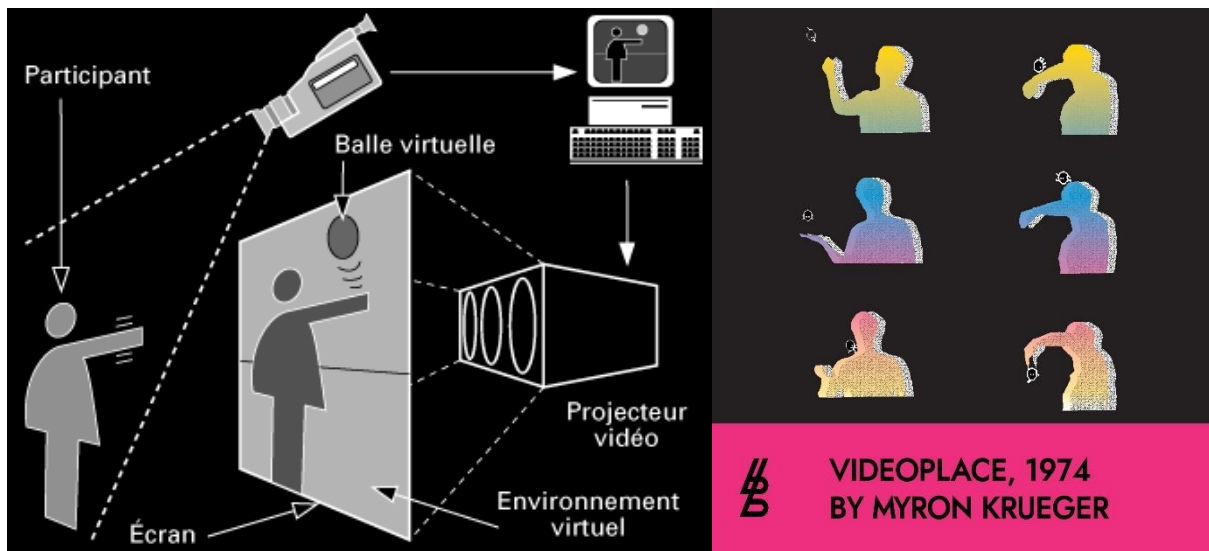 Participant
Balle virtuelle
Projecteur
vidéo
Environnement
virtuel
Écran
VIDEOPLACE, 1974
BY MYRON KRUEGER